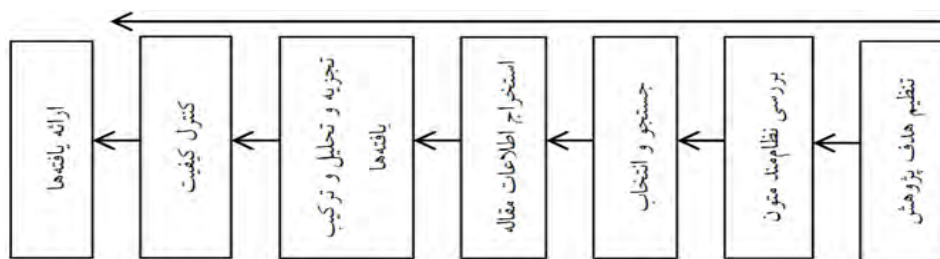 تنظیم هدف پژوهش
بررسی نظام‌مند متون
جستجو و انتخاب
استخراج اطلاعات مقاله
تجزیه و تحلیل و ترکیب
یافته‌ها
کنترل کیفیت
ارائه یافته‌ها